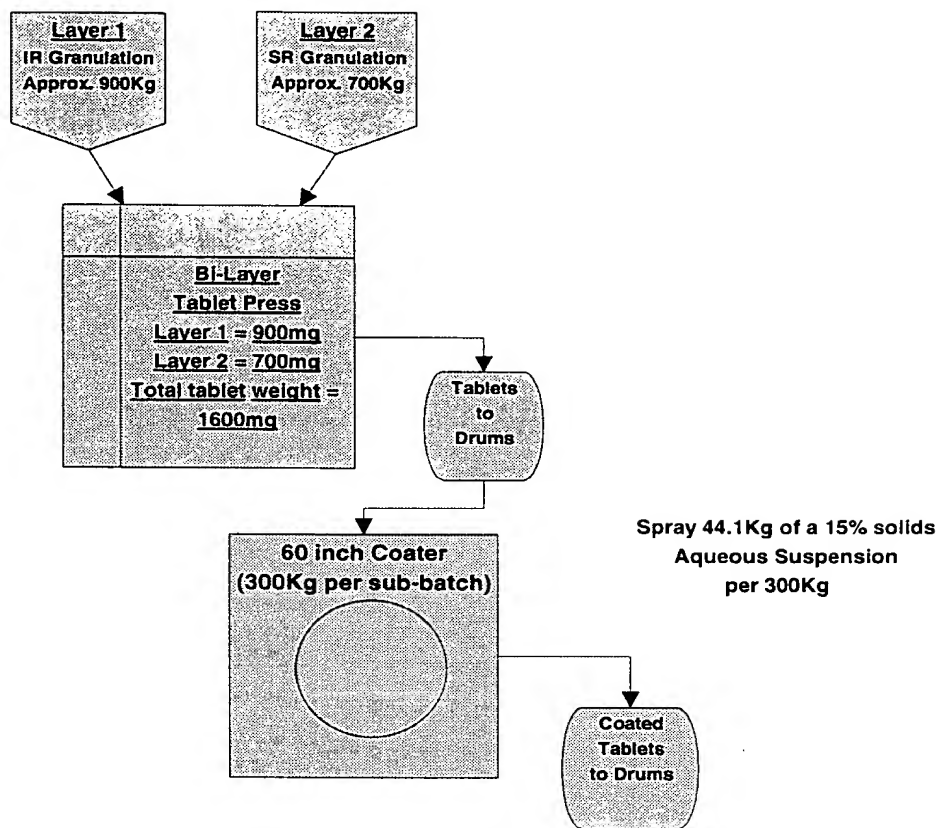 Layer 1
IR Granulation
Approx. 900Kg
Layer 2
SR Granulation
Approx. 700Kg
Bi-Layer
Tablet Press
Layer 1 = 900mg
Layer 2 = 700mg
Total tablet weight =
1600mg
Tablets
to
Drums
60 inch Coater
(300Kg per sub-batch)
Spray 44.1Kg of a 15% solids
Aqueous Suspension
per 300Kg
Coated
Tablets
to Drums